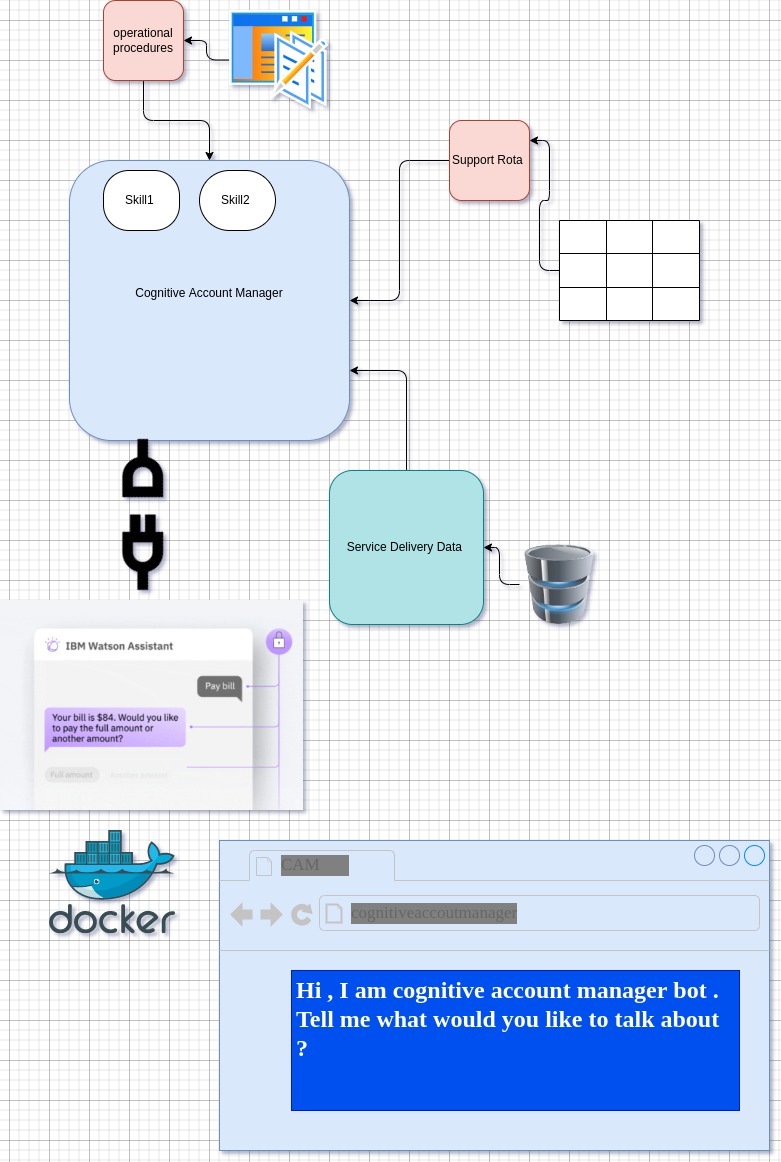 operational
procedures
Support Rota
Skill1
Skill2
Cognitive Account Manager
Service Delivery Data
IBM Watson Assistant
Pay bill
Your bill is $84. Would you like
to pay the full amount or
another amount?
Full amount
Another amount
docker
CAM
cognitiveaccoutmanager
Hi , I am cognitive account manager bot .
Tell me what would you like to talk about
?